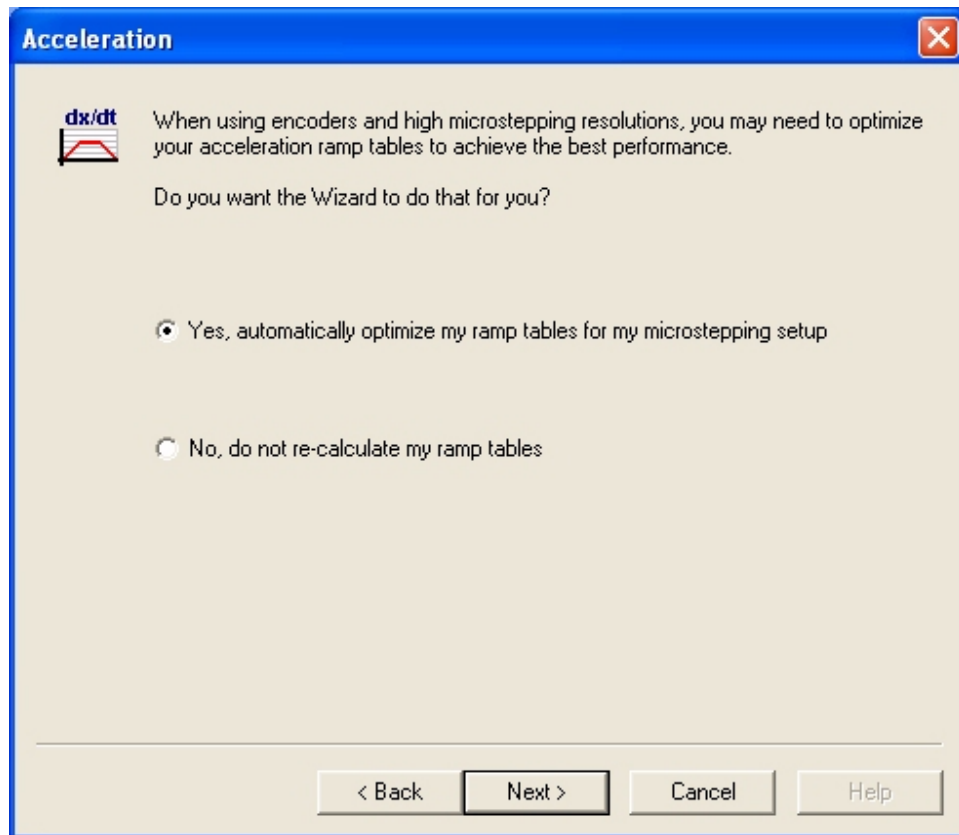 Acceleration
dx/dt
When using encoders and high microstepping resolutions, you may need to optimize
your acceleration ramp tables to achieve the best performance.
Do you want the Wizard to do that for you?
Yes, automatically optimize my ramp tables for my microstepping setup
No, do not re-calculate my ramp tables
< Back
Next >
Cancel
Help